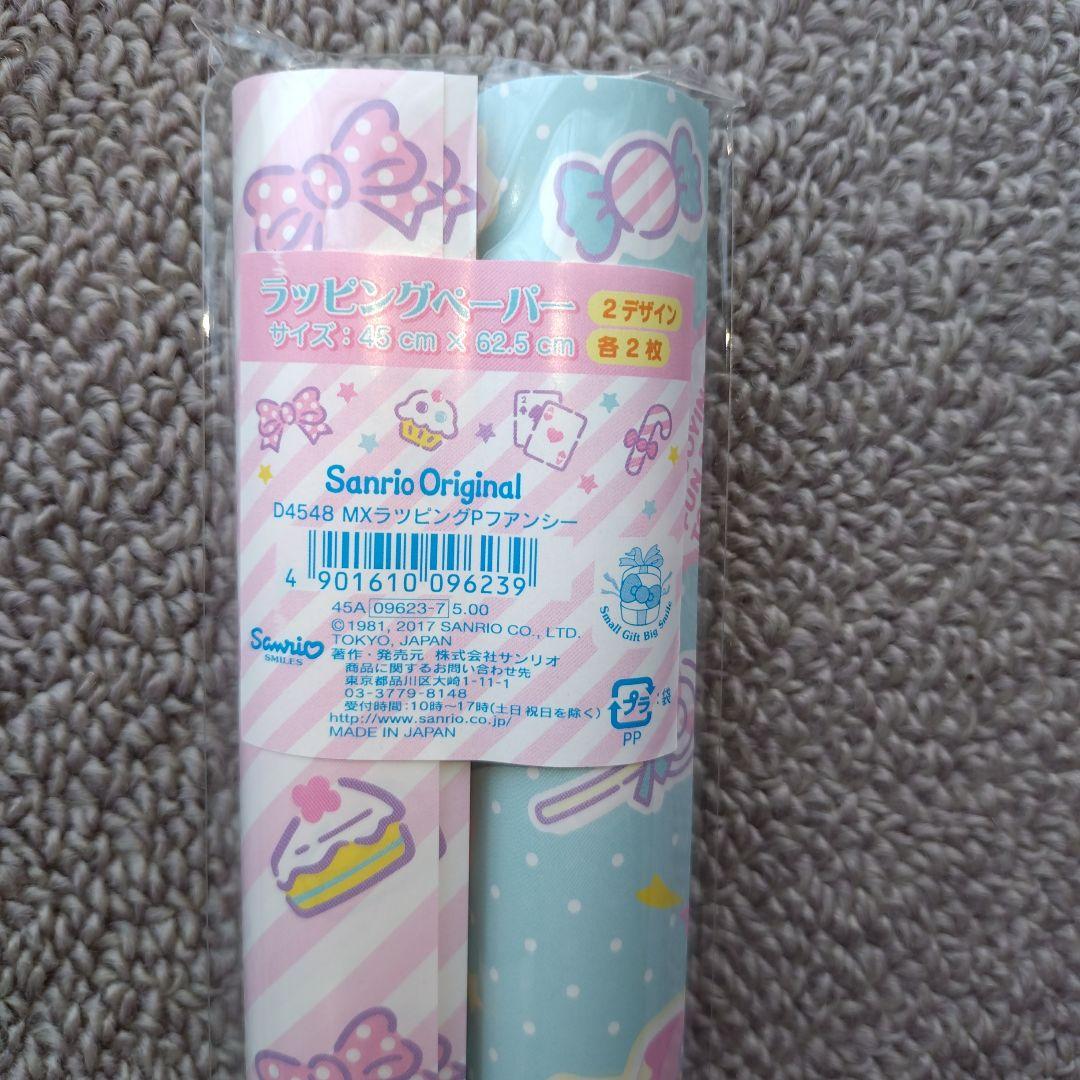 ラッピングペーパー
サイズ：45 cm × 62.5 cm
2デザイン
各2枚
2
Sanrio Original
D4548 MXラツピングPフアンシー
4 901610 096239
45A 09623-7 5.00
©1981, 2017 SANRIO CO., LTD.
TOKYO, JAPAN
著作・発売元 株式会社サンリオ
商品に関するお問い合わせ先
東京都品川区大崎1-11-1
03-3779-8148
受付時間：10時～17時(土日祝日を除く)
http://www.sanrio.co.jp/
MADE IN JAPAN
Sanrio
SMILES
Small Gift Big Smile
プラ：袋
PP